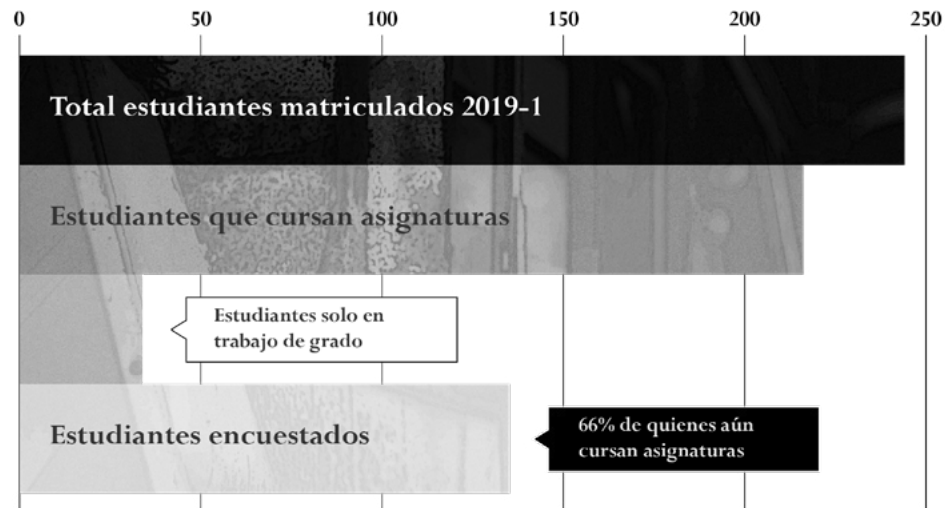 0 50 100 150 200 250
Total estudiantes matriculados 2019-1
Estudiantes que cursan asignaturas
Estudiantes solo en
trabajo de grado
Estudiantes encuestados
66% de quienes aún
cursan asignaturas